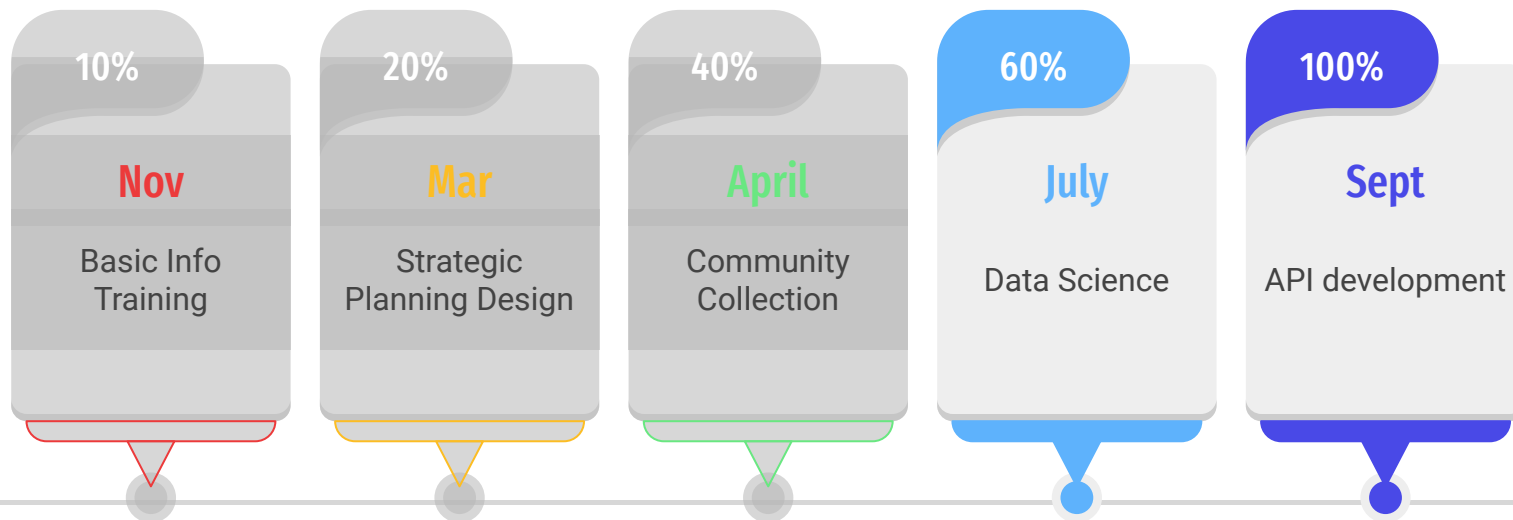 10%
Nov
Basic Info
Training
20%
Mar
Strategic
Planning Design
40%
April
Community
Collection
60%
July
Data Science
100%
Sept
API development